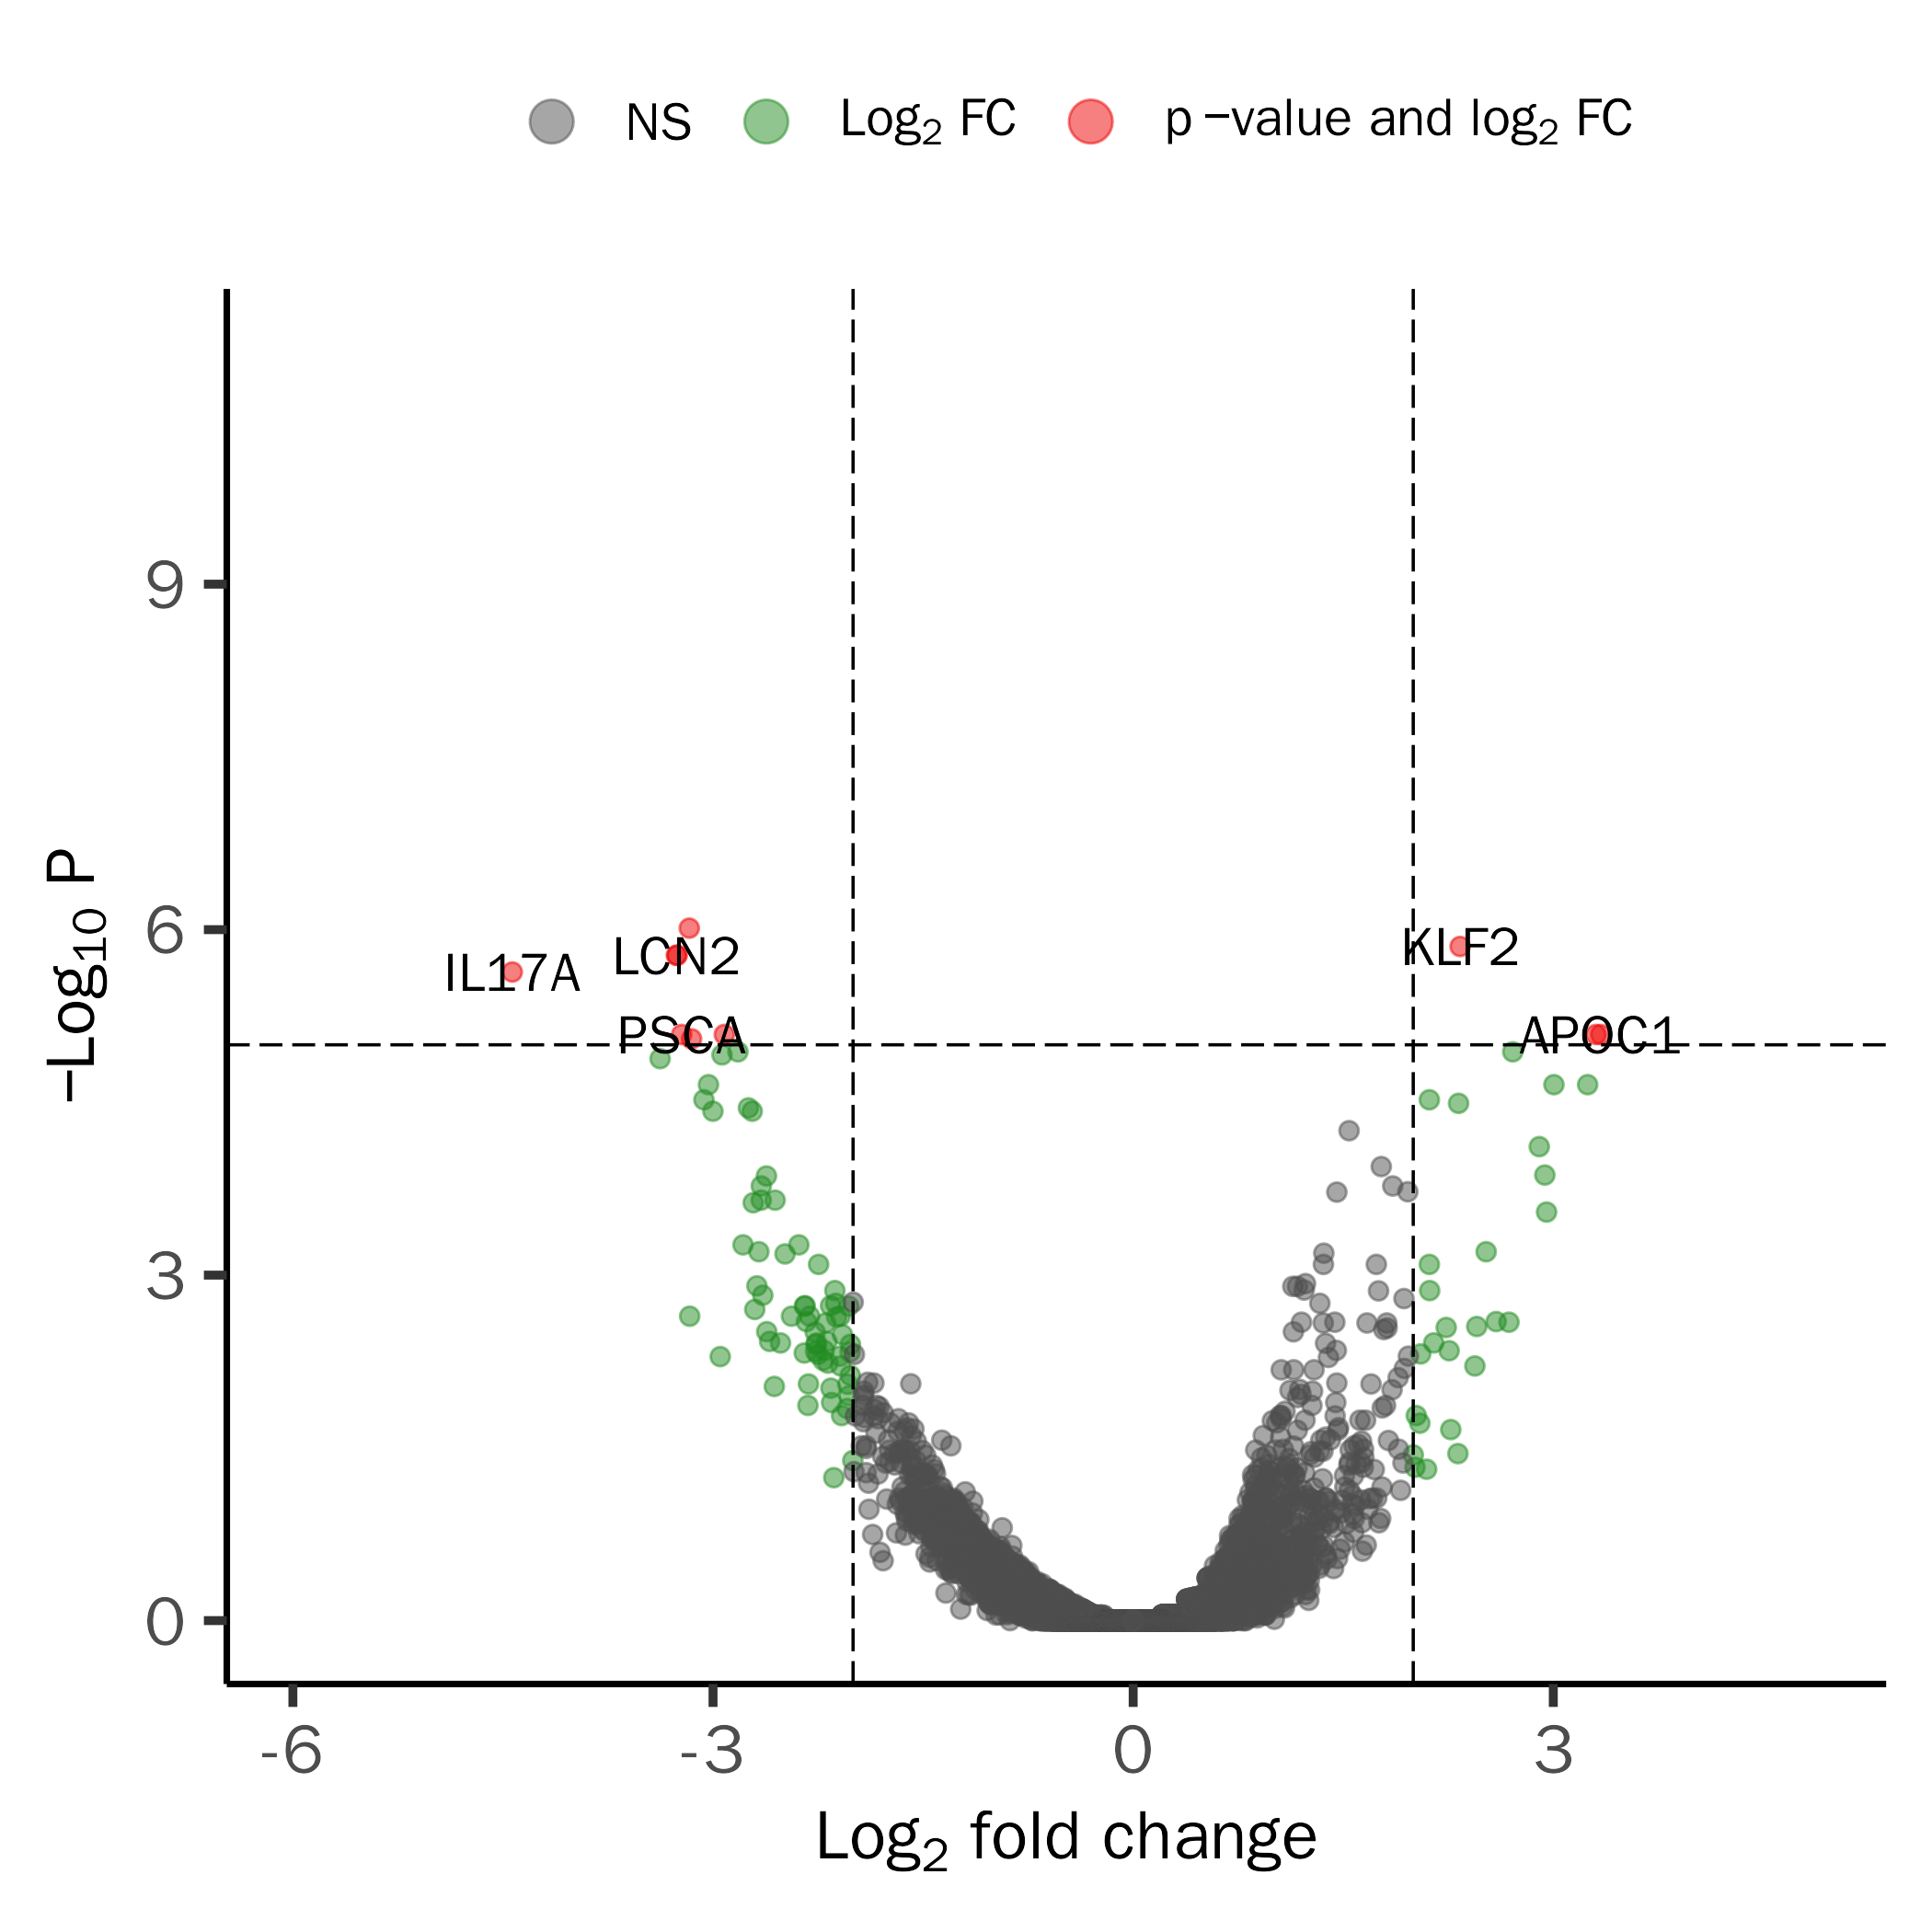 NS Log2 FC p –value and log2 FC
9
6
3
0
–Log10 P
LCN2
KLF2
IL17A
PSCA
APOC1
-6 -3 0 3
Log2 fold change